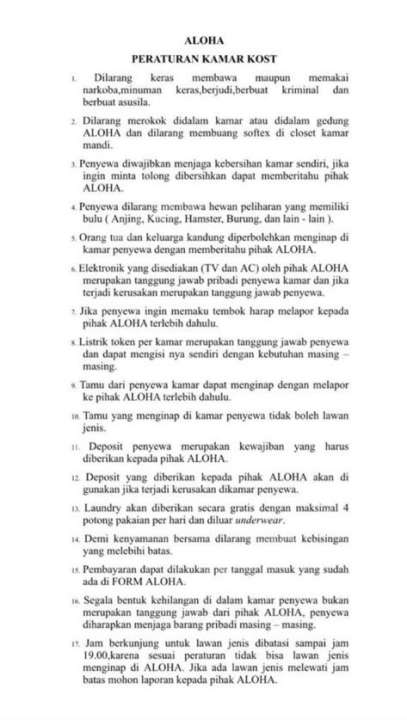 ALOHA
PERATURAN KAMAR KOST
1. Dilarang keras membawa maupun memakai
narkoba,minuman keras,berjudi,berbuat kriminal dan
berbuat asusila.
2. Dilarang merokok didalam kamar atau didalam gedung
ALOHA dan dilarang membuang softex di closet kamar
mandi.
3. Penyewa diwajibkan menjaga kebersihan kamar sendiri, jika
ingin minta tolong dibersihkan dapat memberitahu pihak
ALOHA.
4. Penyewa dilarang membawa hewan peliharan yang memiliki
bulu ( Anjing, Kucing, Hamster, Burung, dan lain - lain ).
5. Orang tua dan keluarga kandung diperbolehkan menginap di
kamar penyewa dengan memberitahu pihak ALOHA.
6. Elektronik yang disediakan (TV dan AC) oleh pihak ALOHA
merupakan tanggung jawab pribadi penyewa kamar dan jika
terjadi kerusakan merupakan tanggung jawab penyewa.
7. Jika penyewa ingin memaku tembok harap melapor kepada
pihak ALOHA terlebih dahulu.
8. Listrik token per kamar merupakan tanggung jawab penyewa
dan dapat mengisi nya sendiri dengan kebutuhan masing –
masing.
9. Tamu dari penyewa kamar dapat menginap dengan melapor
ke pihak ALOHA terlebih dahulu.
10. Tamu yang menginap di kamar penyewa tidak boleh lawan
jenis.
11. Deposit penyewa merupakan kewajiban yang harus
diberikan kepada pihak ALOHA.
12. Deposit yang diberikan kepada pihak ALOHA akan di
gunakan jika terjadi kerusakan dikamar penyewa.
13. Laundry akan diberikan secara gratis dengan maksimal 4
potong pakaian per hari dan diluar underwear.
14. Demi kenyamanan bersama dilarang membuat kebisingan
yang melebihi batas.
15. Pembayaran dapat dilakukan per tanggal masuk yang sudah
ada di FORM ALOHA.
16. Segala bentuk kehilangan di dalam kamar penyewa bukan
merupakan tanggung jawab dari pihak ALOHA, penyewa
diharapkan menjaga barang pribadi masing – masing.
17. Jam berkunjung untuk lawan jenis dibatasi sampai jam
19.00,karena sesuai peraturan tidak bisa lawan jenis
menginap di ALOHA. Jika ada lawan jenis melewati jam
batas mohon laporan kepada pihak ALOHA.